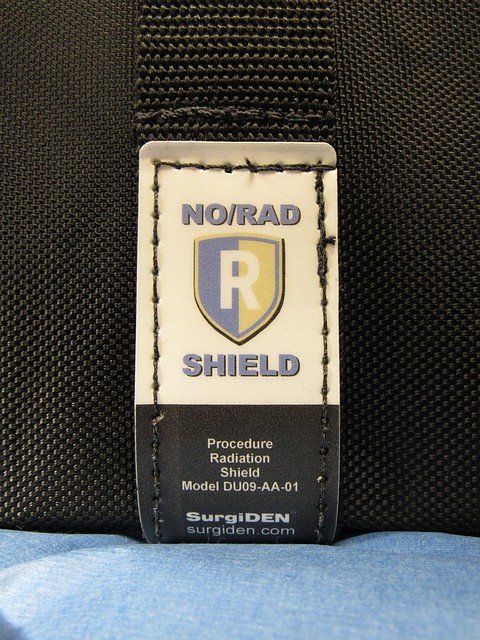 NO/RAD
R
SHIELD
Procedure
Radiation
Shield
Model DU09-AA-01
SurgiDEN
surgiden.com